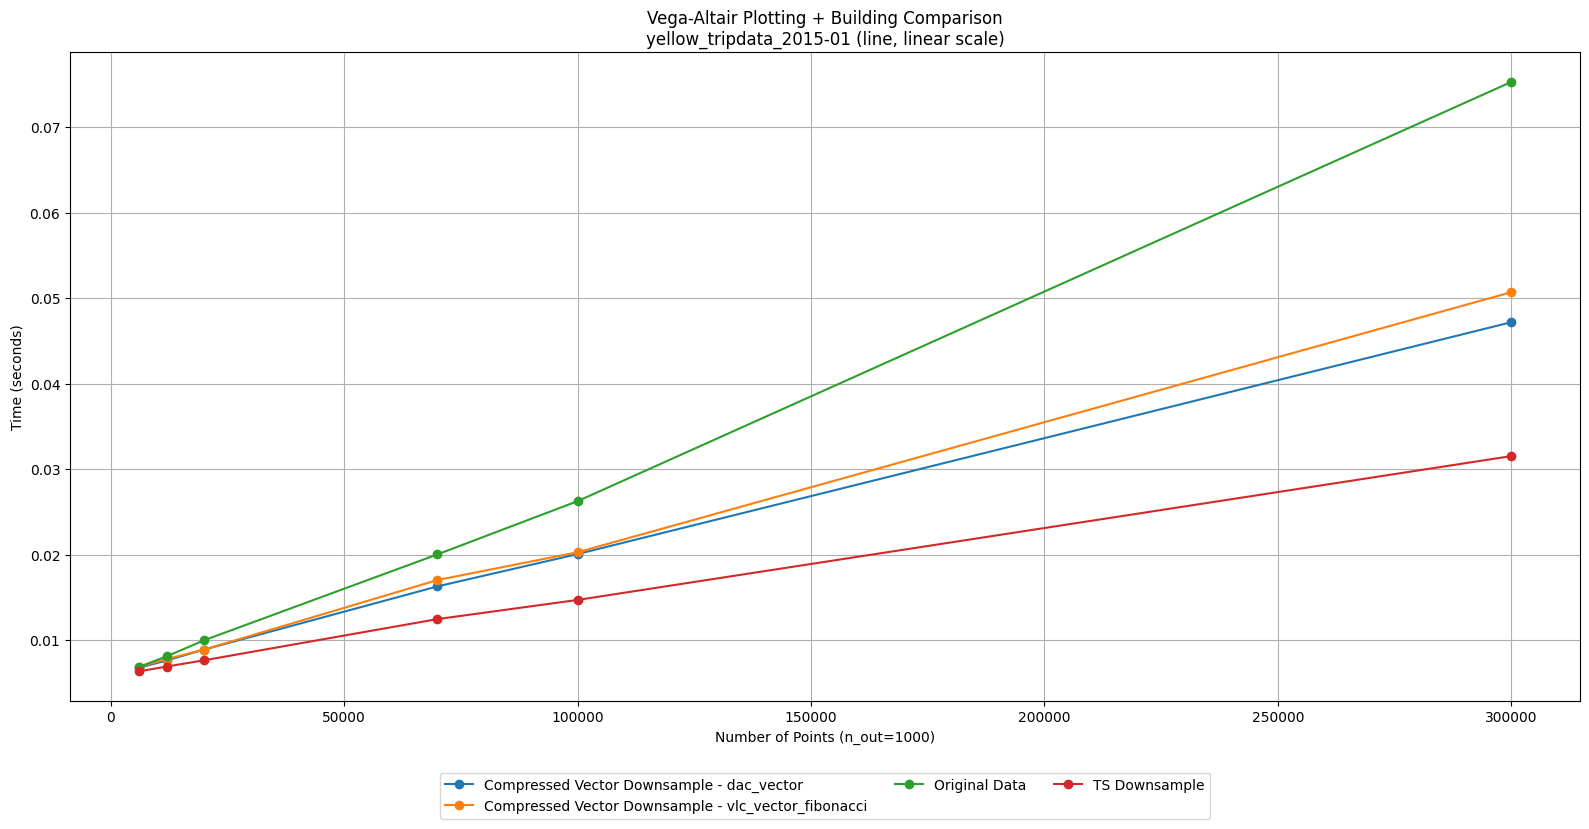 Vega-Altair Plotting + Building Comparison
yellow_tripdata_2015-01 (line, linear scale)
Time (seconds)
0.07
0.06
0.05
0.04
0.03
0.02
0.01
0 50000 100000 150000 200000 250000 300000
Number of Points (n_out=1000)
Compressed Vector Downsample - dac_vector Original Data TS Downsample
Compressed Vector Downsample - vlc_vector_fibonacci